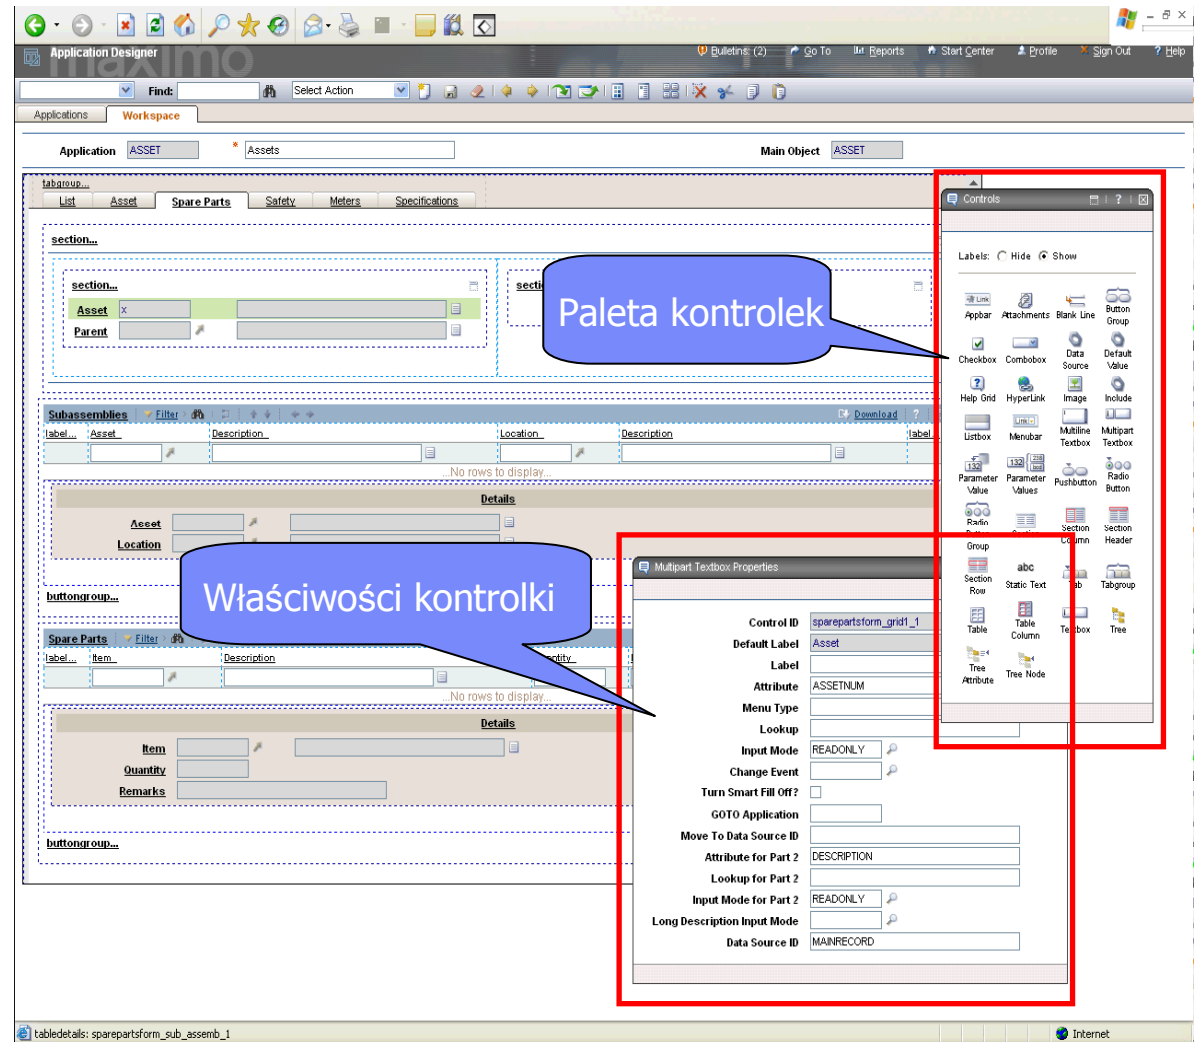 Application Designer
maximo
Bulletins: (2) Go To Reports Start Center Profile Sign Out ? Help
Find: Select Action
Applications Workspace
Application ASSET * Assets Main Object ASSET
tabgroup...
List Asset Spare Parts Safety Meters Specifications
section...
section...
Asset x
Parent
Paleta kontrolek
Controls ?
Labels: Hide Show
Link
Appbar Attachments Blank Line Button Group
Checkbox Combobox Data Source Default Value
Help Grid HyperLink Image Include
Link
Listbox Menubar Multiline Textbox Multipart Textbox
132 132
Parameter Value Parameter Values Pushbutton Radio Button
Radio Group Column Section Header
abc
Section Row Static Text Tabgroup
Table Table Column Textbox Tree
Tree Attribute Tree Node
Subassemblies Filter Download ?
label... Asset Description Location Description label
...No rows to display...
Details
Asset
Location
buttongroup...
Właściwości kontrolki
Spare Parts Filter
label... Item Description
...No rows to display...
Details
Item
Quantity
Remarks
buttongroup...
Multipart Textbox Properties
Control ID sparepartsform_grid1_1
Default Label Asset
Label
Attribute ASSETNUM
Menu Type
Lookup
Input Mode READONLY
Change Event
Turn Smart Fill Off?
GOTO Application
Move To Data Source ID
Attribute for Part 2 DESCRIPTION
Lookup for Part 2
Input Mode for Part 2 READONLY
Long Description Input Mode
Data Source ID MAINRECORD
tabledetails: sparepartsform_sub_assemb_1
Internet